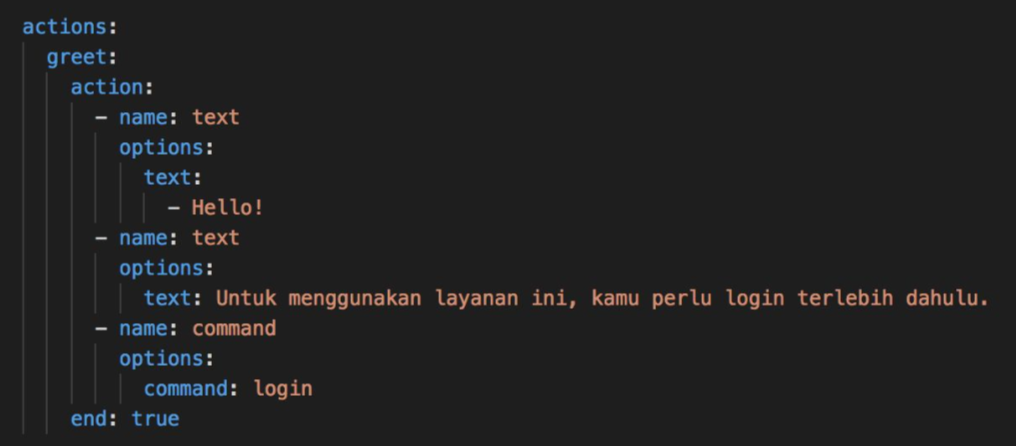 actions:
  greet:
    action:
      - name: text
        options:
          text:
            - Hello!
      - name: text
        options:
          text: Untuk menggunakan layanan ini, kamu perlu login terlebih dahulu.
      - name: command
        options:
          command: login
    end: true